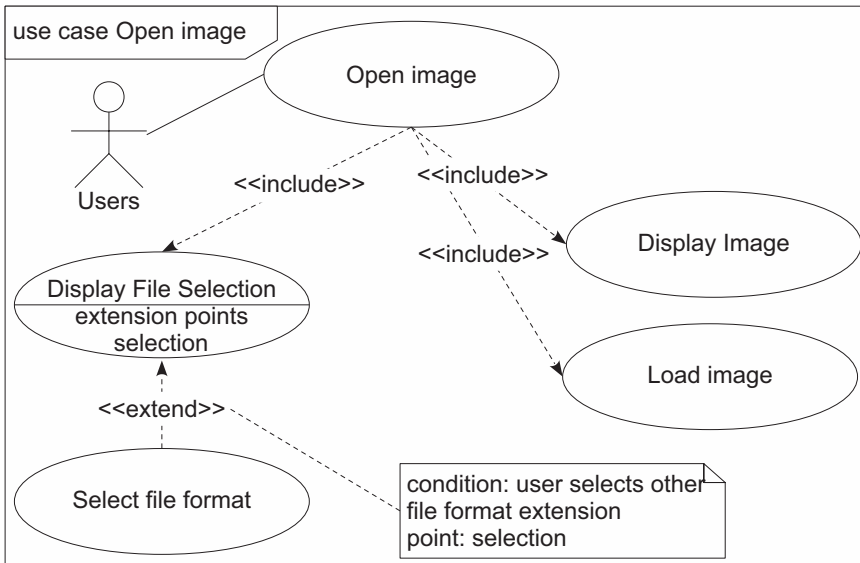 use case Open image
Open image
Users
<<include>>
<<include>>
<<include>>
Display Image
Display File Selection
extension points
selection
Load image
<<extend>>
Select file format
condition: user selects other
file format extension
point: selection